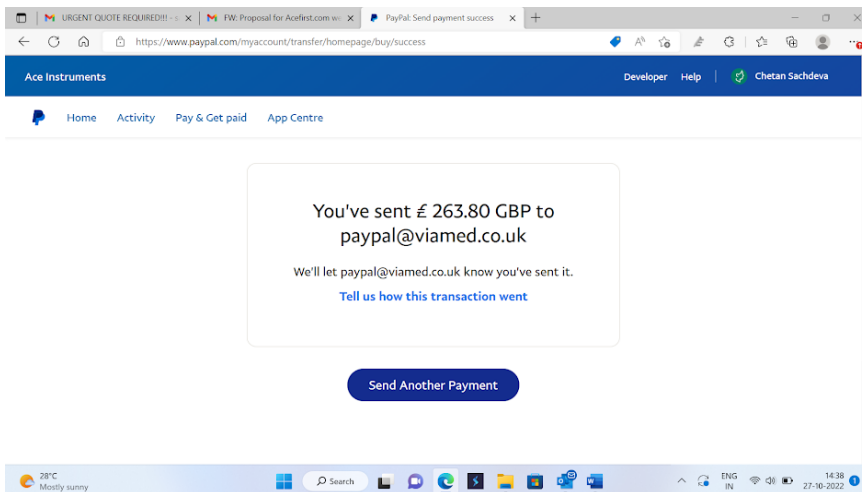 URGENT QUOTE REQUIRED!!! - s
FW: Proposal for Acefirst.com we
PayPal: Send payment success
https://www.paypal.com/myaccount/transfer/homepage/buy/success
Ace Instruments
Developer Help Chetan Sachdeva
Home Activity Pay & Get paid App Centre
You've sent £ 263.80 GBP to
paypal@viamed.co.uk
We'll let paypal@viamed.co.uk know you've sent it.
Tell us how this transaction went
Send Another Payment
28°C
Mostly sunny
Search
ENG
IN
14:38
27-10-2022